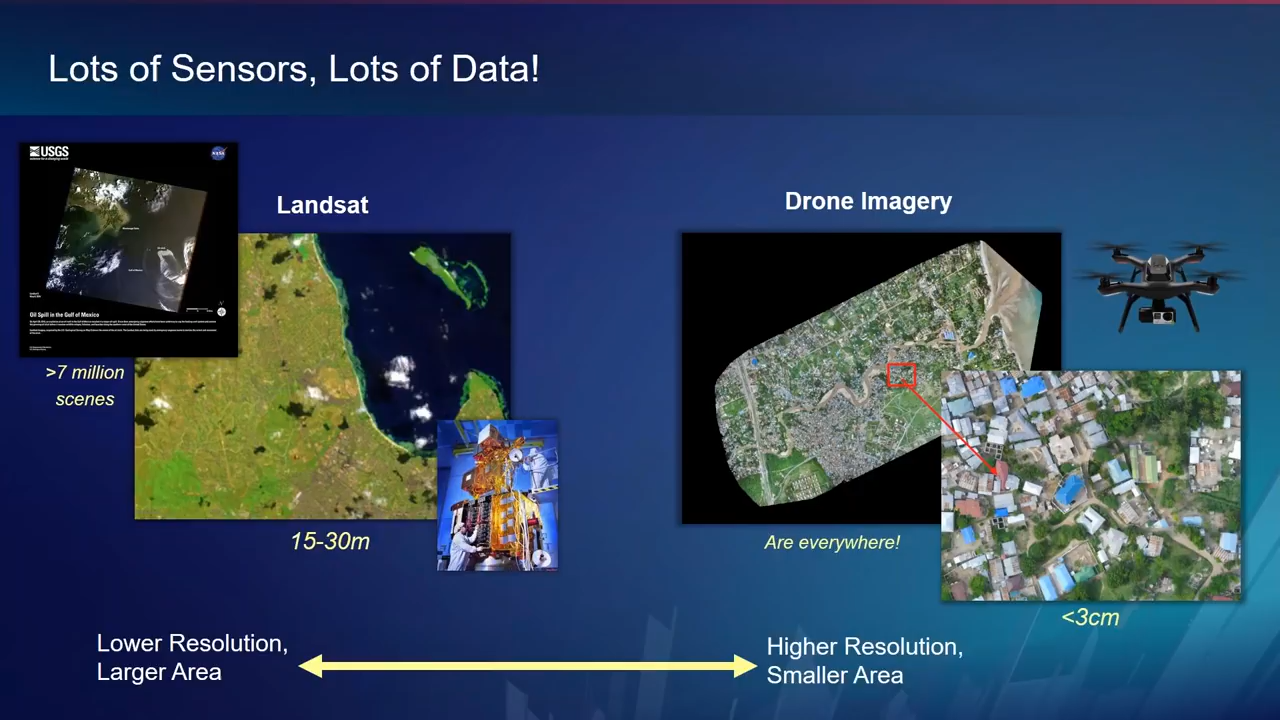 Lots of Sensors, Lots of Data!
USGS
NASA
Oil Spill in the Gulf of Mexico
Landsat
>7 million
scenes
15-30m
Drone Imagery
Are everywhere!
<3cm
Lower Resolution,
Larger Area
Higher Resolution,
Smaller Area